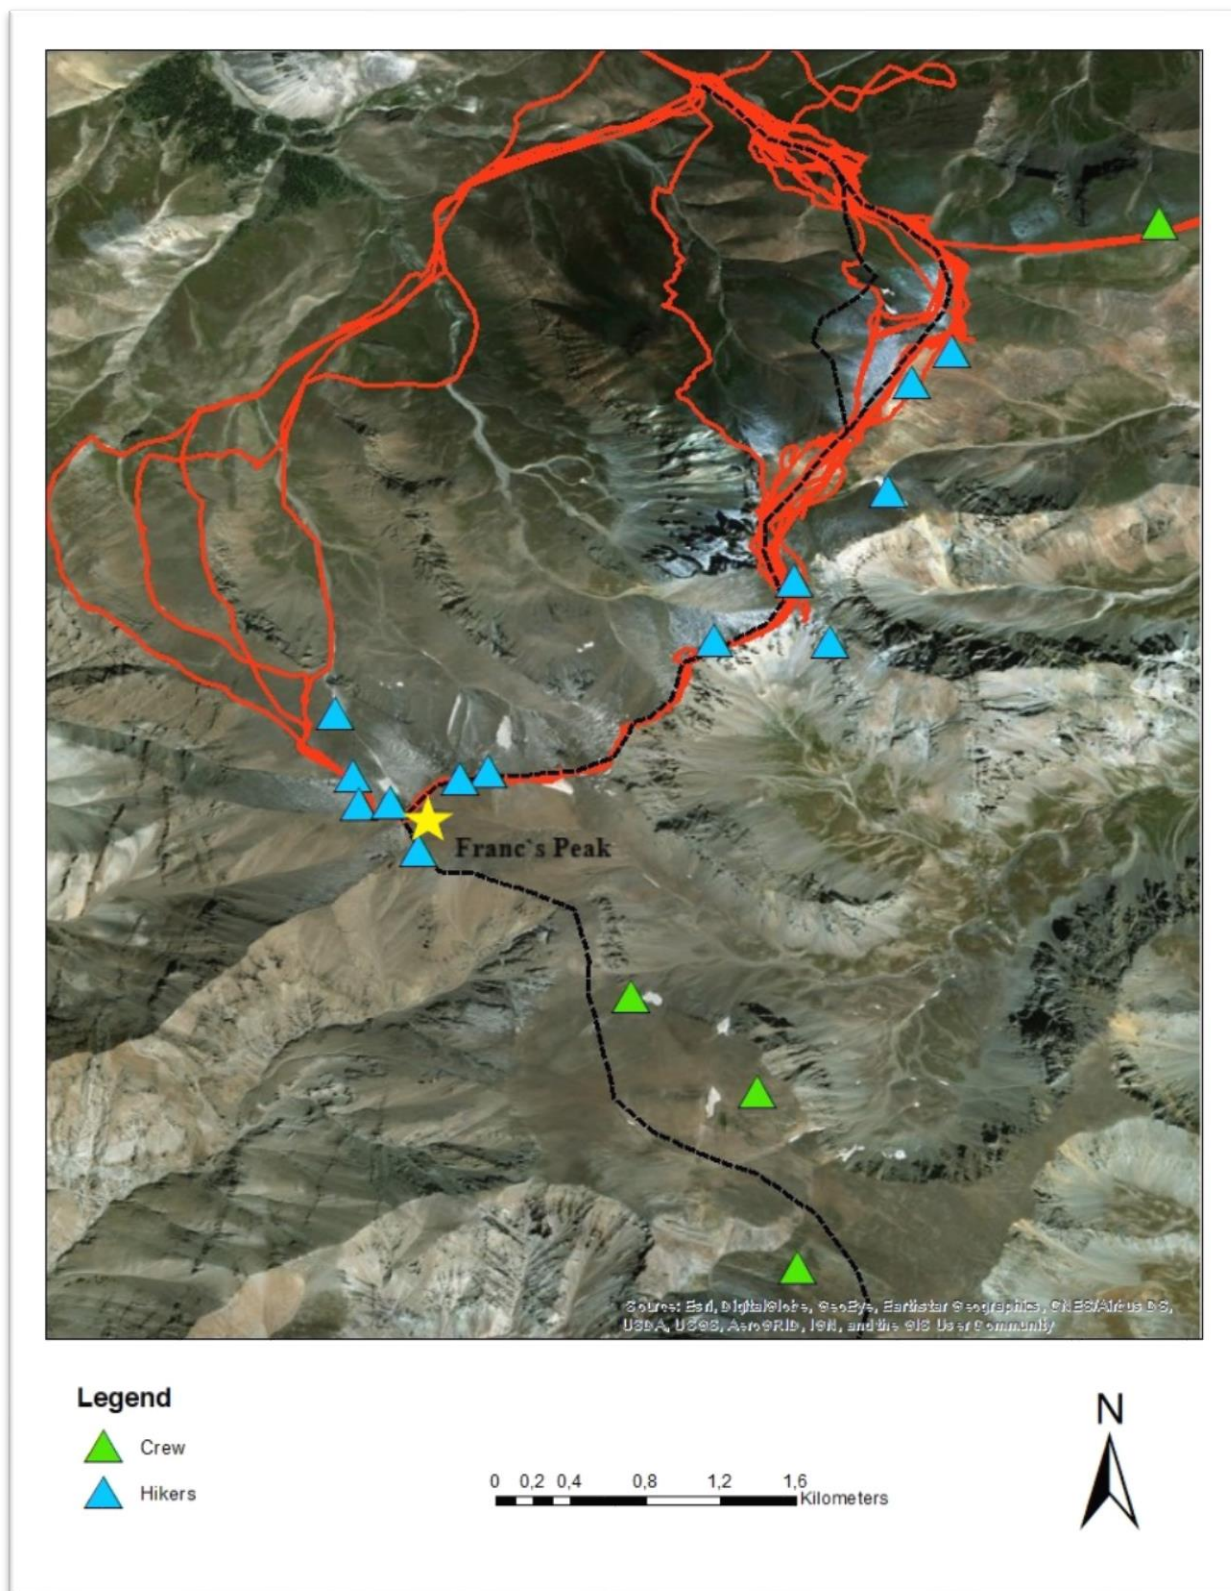 Franc`s Peak
Source: Esri, DigitalGlobe, GeoEye, Earthstar Geographics, CNES/Airbus DS,
USDA, USGS, AeroGRID, IGN, and the GIS User Community
Legend
Crew
Hikers
0 0,2 0,4 0,8 1,2 1,6
Kilometers
N